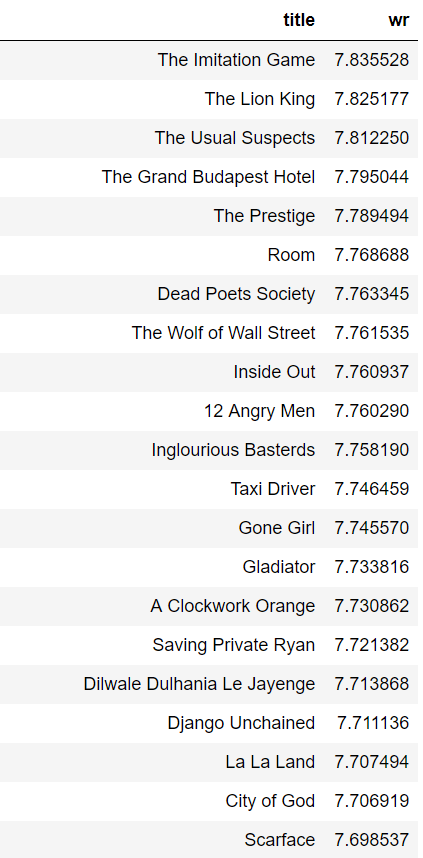 title wr
The Imitation Game 7.835528
The Lion King 7.825177
The Usual Suspects 7.812250
The Grand Budapest Hotel 7.795044
The Prestige 7.789494
Room 7.768688
Dead Poets Society 7.763345
The Wolf of Wall Street 7.761535
Inside Out 7.760937
12 Angry Men 7.760290
Inglourious Basterds 7.758190
Taxi Driver 7.746459
Gone Girl 7.745570
Gladiator 7.733816
A Clockwork Orange 7.730862
Saving Private Ryan 7.721382
Dilwale Dulhania Le Jayenge 7.713868
Django Unchained 7.711136
La La Land 7.707494
City of God 7.706919
Scarface 7.698537